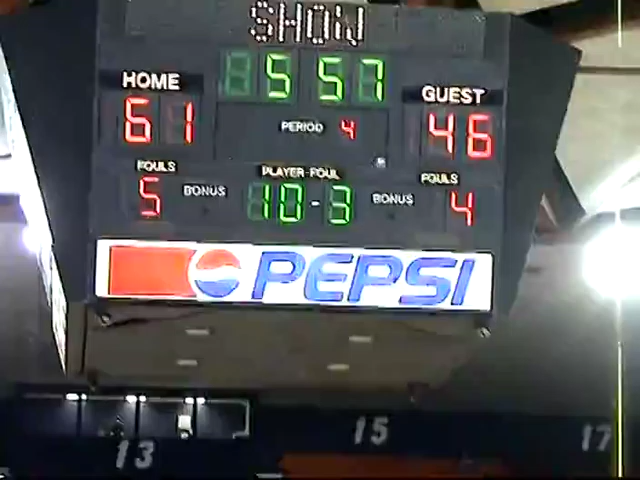 SHOW
5 57
HOME GUEST
61 46
PERIOD 4
FOULS PLAYER-FOUL FOULS
5 BONUS 10-3 BONUS 4
PEPSI
13 15 17